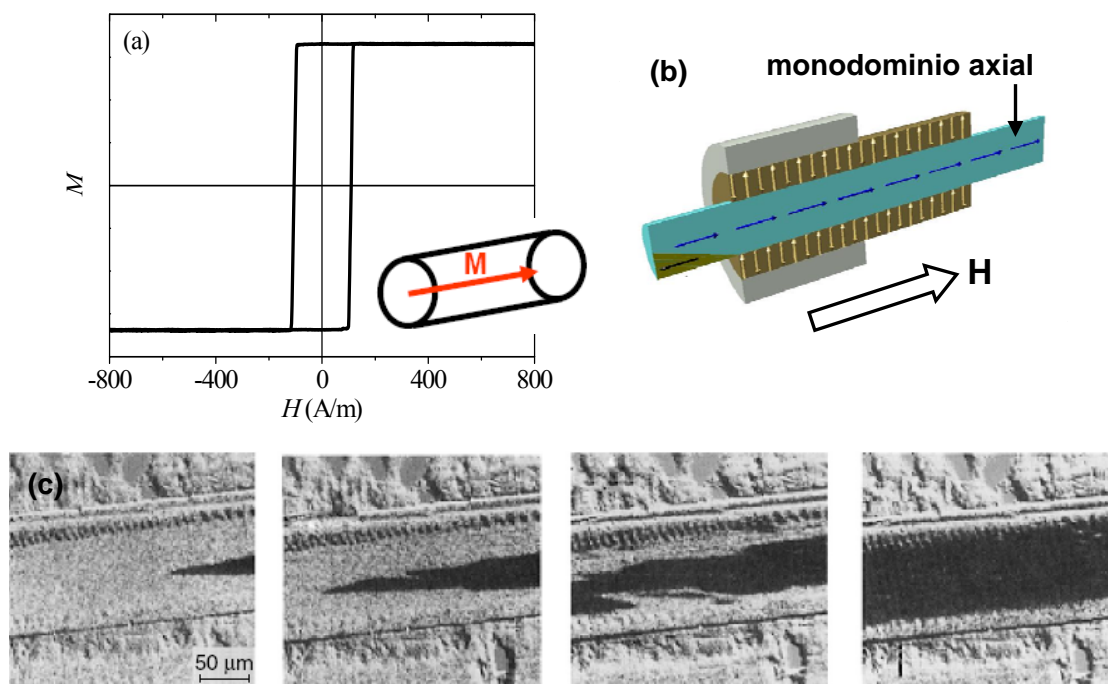 (a)
M
M
-800
-400
0
400
800
H (A/m)
(b)
monodominio axial
H
(c)
50 μm